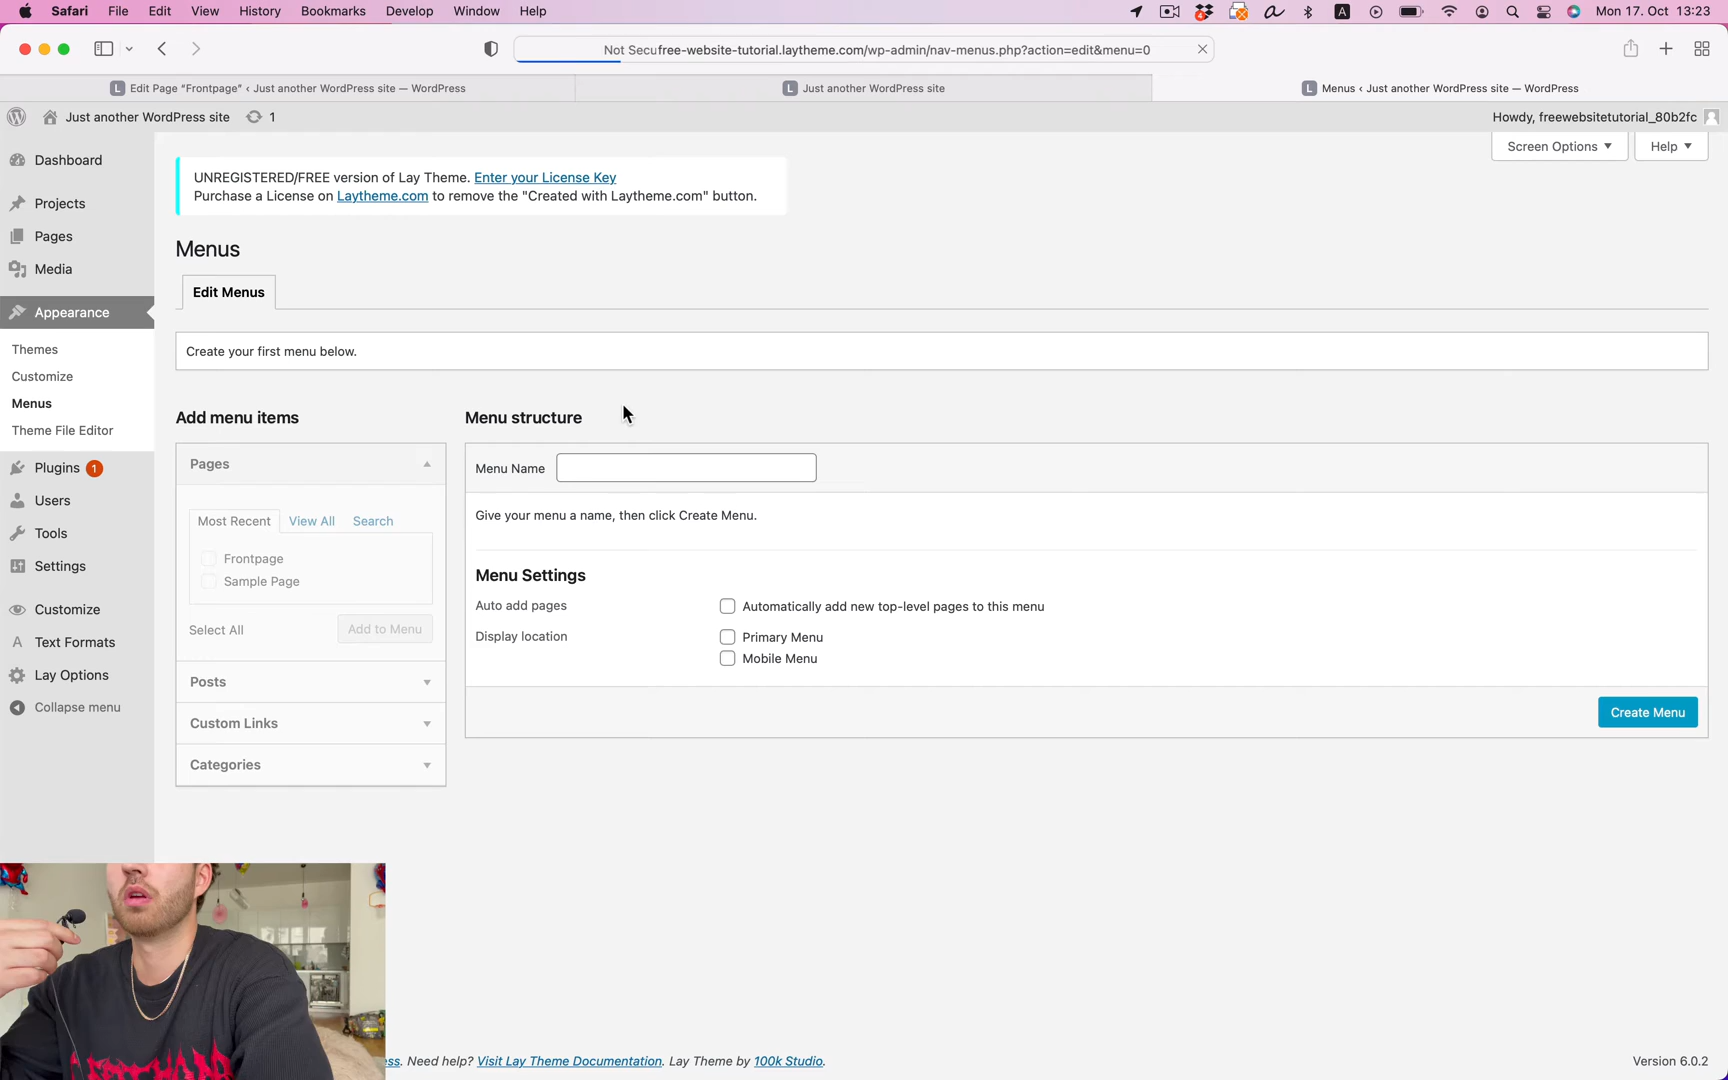 Safari File Edit View History Bookmarks Develop Window Help Mon 17. Oct 13:23
Not Secufree-website-tutorial.laytheme.com/wp-admin/nav-menus.php?action=edit&menu=0
Edit Page "Frontpage" ‹ Just another WordPress site — WordPress
Just another WordPress site
Menus ‹ Just another WordPress site — WordPress
Just another WordPress site 1
Howdy, freewebsitetutorial_80b2fc
Screen Options
Help
Dashboard
Projects
Pages
Media
Appearance
Themes
Customize
Menus
Theme File Editor
Plugins 1
Users
Tools
Settings
Customize
Text Formats
Lay Options
Collapse menu
UNREGISTERED/FREE version of Lay Theme. Enter your License Key
Purchase a License on Laytheme.com to remove the "Created with Laytheme.com" button.
Menus
Edit Menus
Create your first menu below.
Add menu items
Pages
Most Recent View All Search
Frontpage
Sample Page
Select All Add to Menu
Posts
Custom Links
Categories
Menu structure
Menu Name
Give your menu a name, then click Create Menu.
Menu Settings
Auto add pages
Automatically add new top-level pages to this menu
Display location
Primary Menu
Mobile Menu
Create Menu
Need help? Visit Lay Theme Documentation. Lay Theme by 100k Studio.
Version 6.0.2